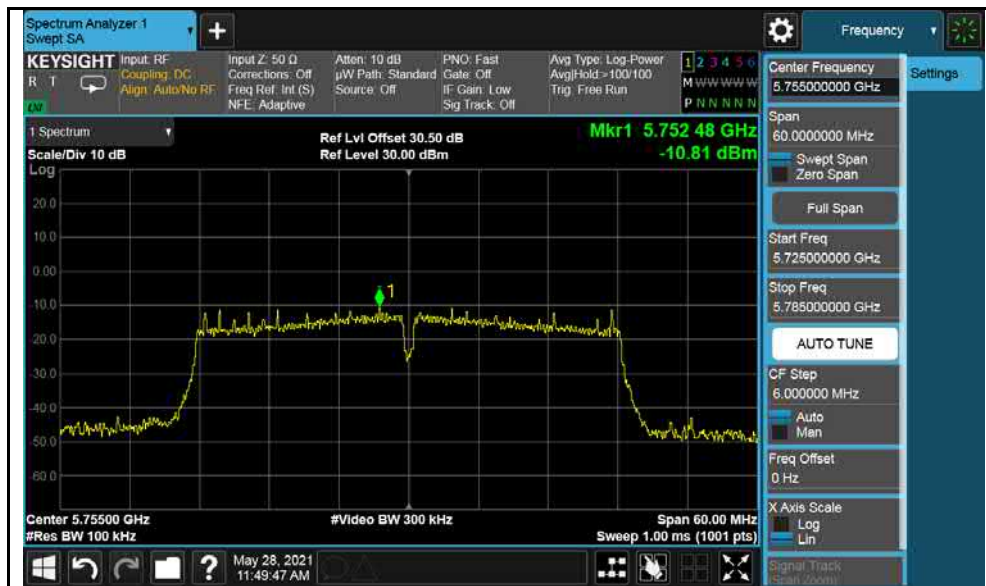 Spectrum Analyzer 1
Swept SA
Frequency
KEYSIGHT
R T
Input: RF
Coupling: DC
Align: Auto/No RF
Input Z: 50 Ω
Corrections: Off
Freq Ref: Int (S)
NFE: Adaptive
Atten: 10 dB
µW Path: Standard
Source: Off
PNO: Fast
Gate: Off
IF Gain: Low
Sig Track: Off
Avg Type: Log-Power
Avg|Hold:>100/100
Trig: Free Run
1 2 3 4 5 6
M W W W W W
P N N N N N
Center Frequency
5.755000000 GHz
Settings
Span
60.0000000 MHz
Swept Span
Zero Span
Full Span
Start Freq
5.725000000 GHz
Stop Freq
5.785000000 GHz
AUTO TUNE
CF Step
6.000000 MHz
Auto
Man
Freq Offset
0 Hz
X Axis Scale
Log
Lin
Signal Track
(Span Zoom)
1 Spectrum
Scale/Div 10 dB
Log
Ref Lvl Offset 30.50 dB
Ref Level 30.00 dBm
Mkr1 5.752 48 GHz
-10.81 dBm
20.0
10.0
0.00
-10.0
-20.0
-30.0
-40.0
-50.0
-60.0
1
Center 5.75500 GHz
#Res BW 100 kHz
#Video BW 300 kHz
Span 60.00 MHz
Sweep 1.00 ms (1001 pts)
May 28, 2021
11:49:47 AM